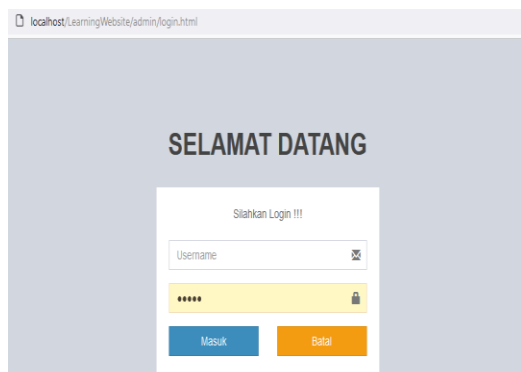 localhost/LearningWebsite/admin/login.html
SELAMAT DATANG
Silahkan Login !!!
Username
•••••
Masuk Batal